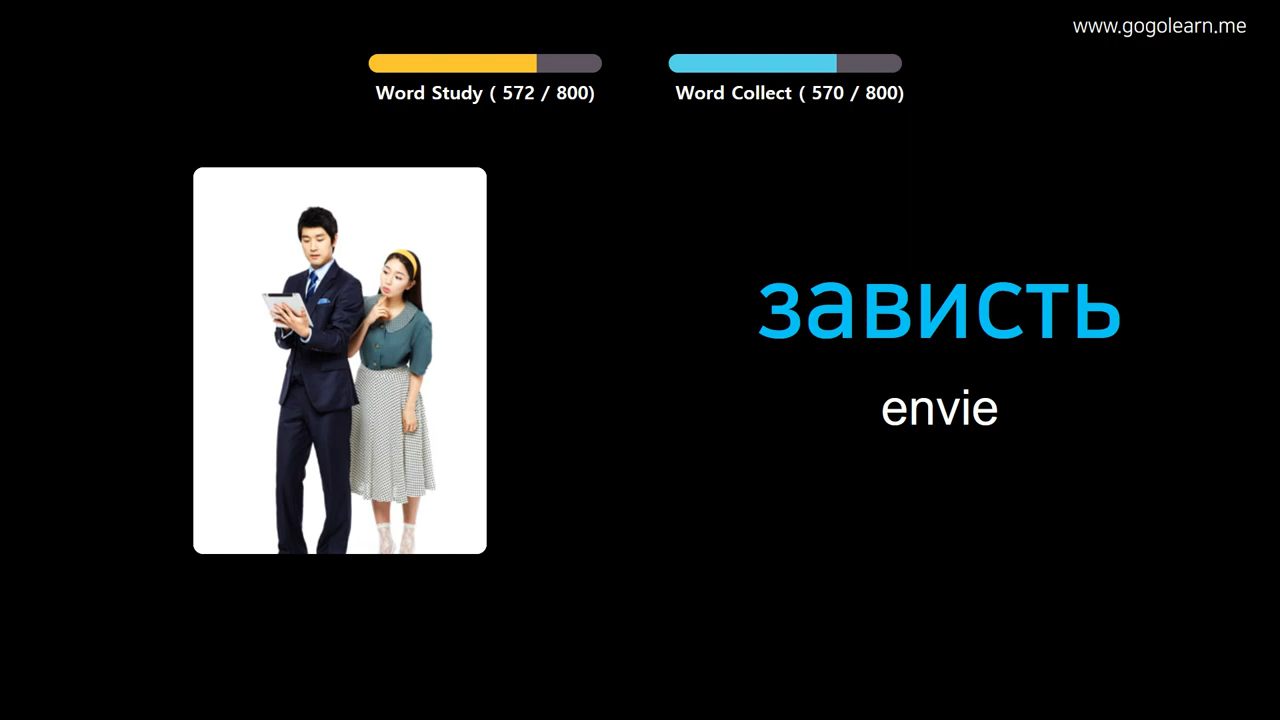 www.gogolearn.me
Word Study ( 572 / 800)
Word Collect ( 570 / 800)
зависть
envie